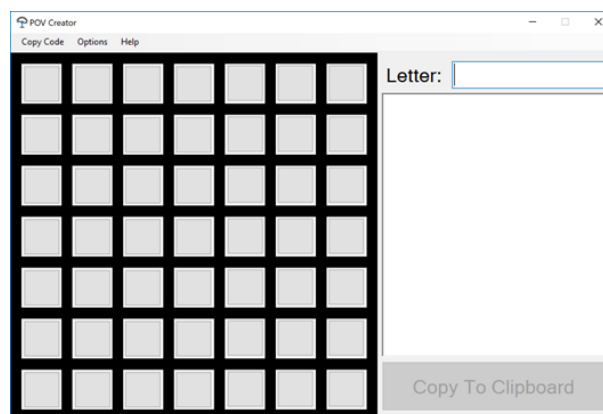 POV Creator
Copy Code Options Help
Letter:
Copy To Clipboard